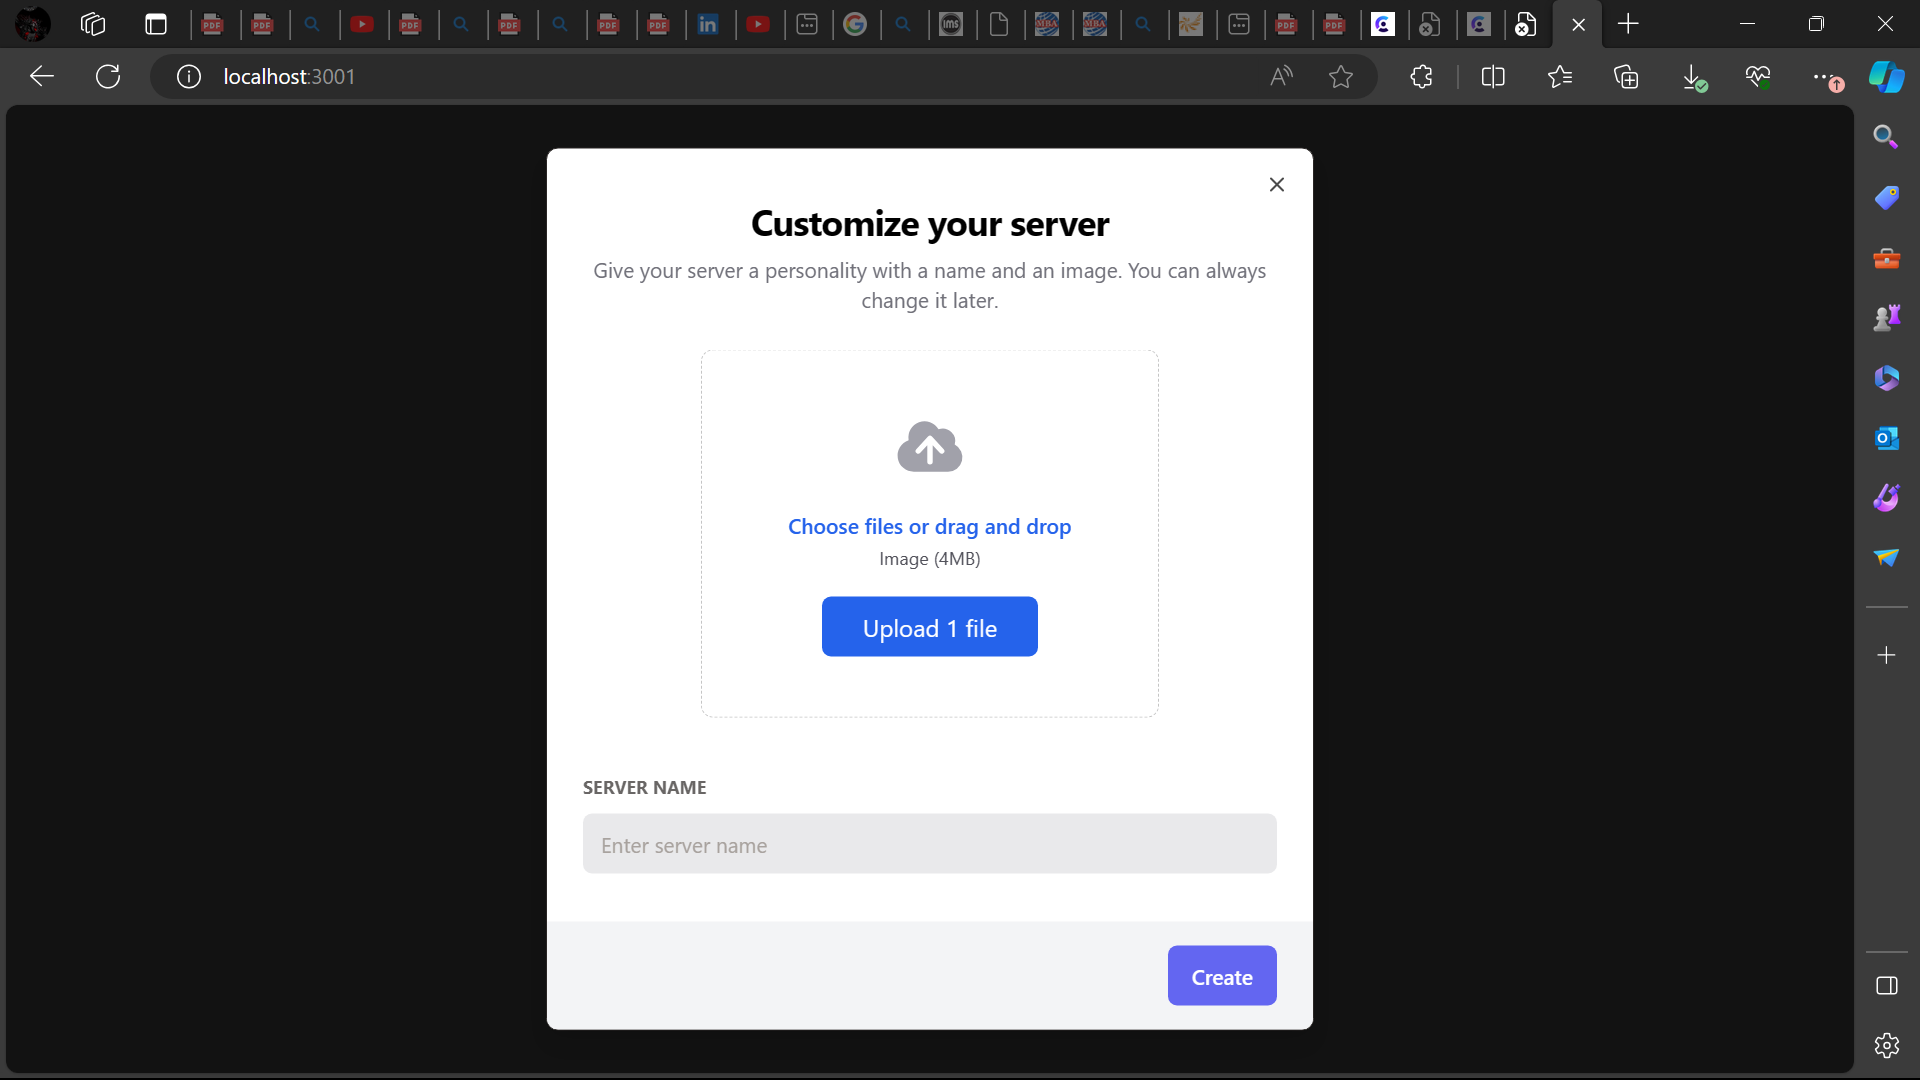 localhost:3001
Customize your server
Give your server a personality with a name and an image. You can always
change it later.
Choose files or drag and drop
Image (4MB)
Upload 1 file
SERVER NAME
Enter server name
Create